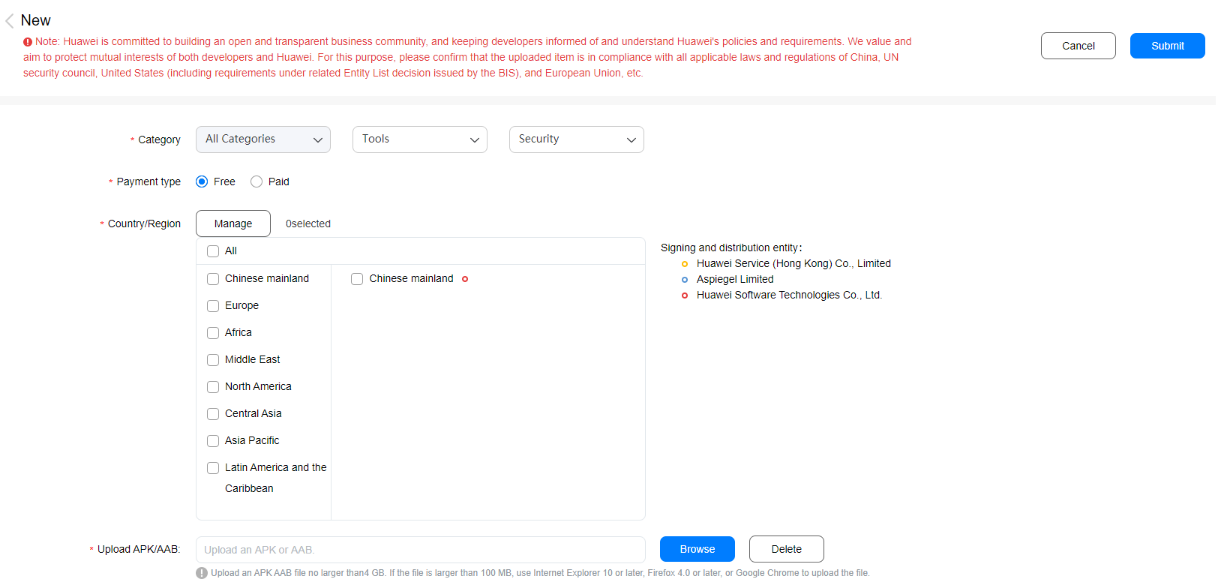 New
Note: Huawei is committed to building an open and transparent business community, and keeping developers informed of and understand Huawei's policies and requirements. We value and
aim to protect mutual interests of both developers and Huawei. For this purpose, please confirm that the uploaded item is in compliance with all applicable laws and regulations of China, UN
security council, United States (including requirements under related Entity List decision issued by the BIS), and European Union, etc.
Cancel
Submit
* Category
All Categories
Tools
Security
* Payment type
Free
Paid
* Country/Region
Manage
0selected
All
Chinese mainland
Europe
Africa
Middle East
North America
Central Asia
Asia Pacific
Latin America and the
Caribbean
Chinese mainland
Signing and distribution entity:
Huawei Service (Hong Kong) Co., Limited
Aspiegel Limited
Huawei Software Technologies Co., Ltd.
* Upload APK/AAB:
Upload an APK or AAB.
Browse
Delete
Upload an APK AAB file no larger than4 GB. If the file is larger than 100 MB, use Internet Explorer 10 or later, Firefox 4.0 or later, or Google Chrome to upload the file.